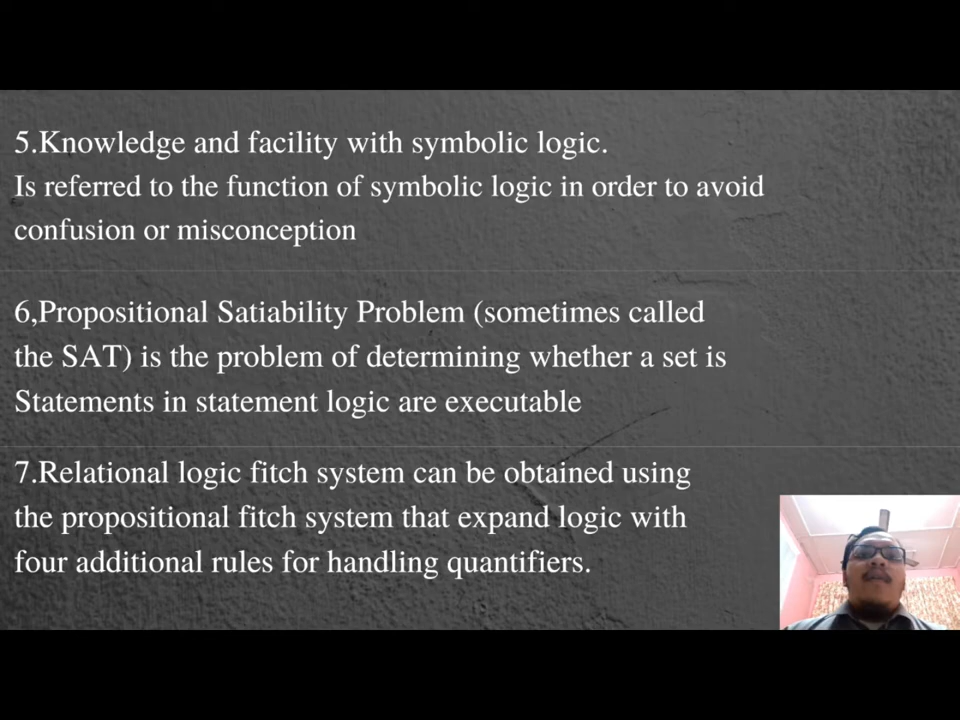 5.Knowledge and facility with symbolic logic.
Is referred to the function of symbolic logic in order to avoid
confusion or misconception
6,Propositional Satiability Problem (sometimes called
the SAT) is the problem of determining whether a set is
Statements in statement logic are executable
7.Relational logic fitch system can be obtained using
the propositional fitch system that expand logic with
four additional rules for handling quantifiers.